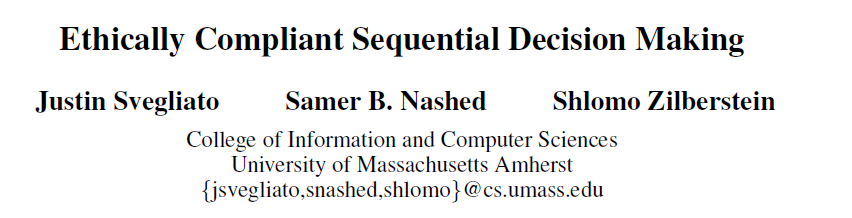 Ethically Compliant Sequential Decision Making
Justin Svegliato Samer B. Nashed Shlomo Zilberstein
College of Information and Computer Sciences
University of Massachusetts Amherst
{jsvegliato,snashed,shlomo}@cs.umass.edu